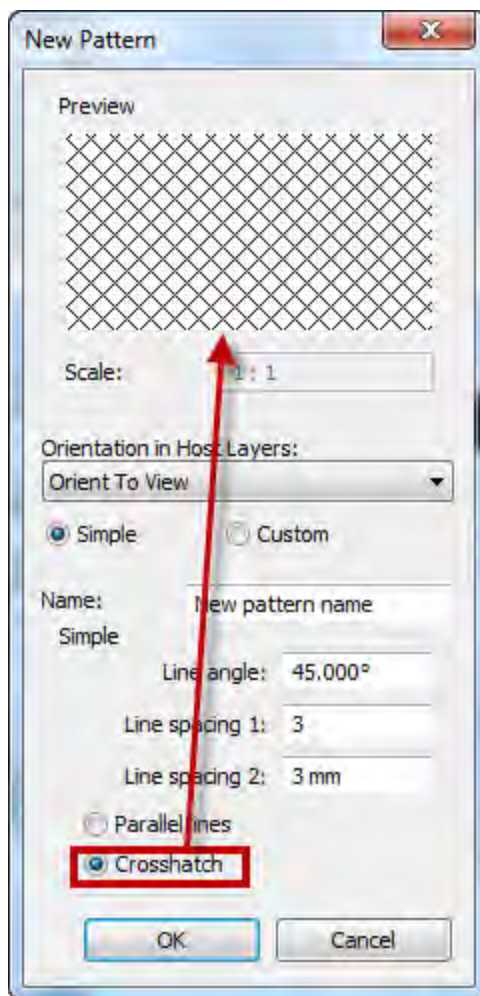 New Pattern
Preview
Scale: 1 : 1
Orientation in Host Layers:
Orient To View
Simple Custom
Name: New pattern name
Simple
Line angle: 45.000°
Line spacing 1: 3
Line spacing 2: 3 mm
Parallel lines
Crosshatch
OK Cancel